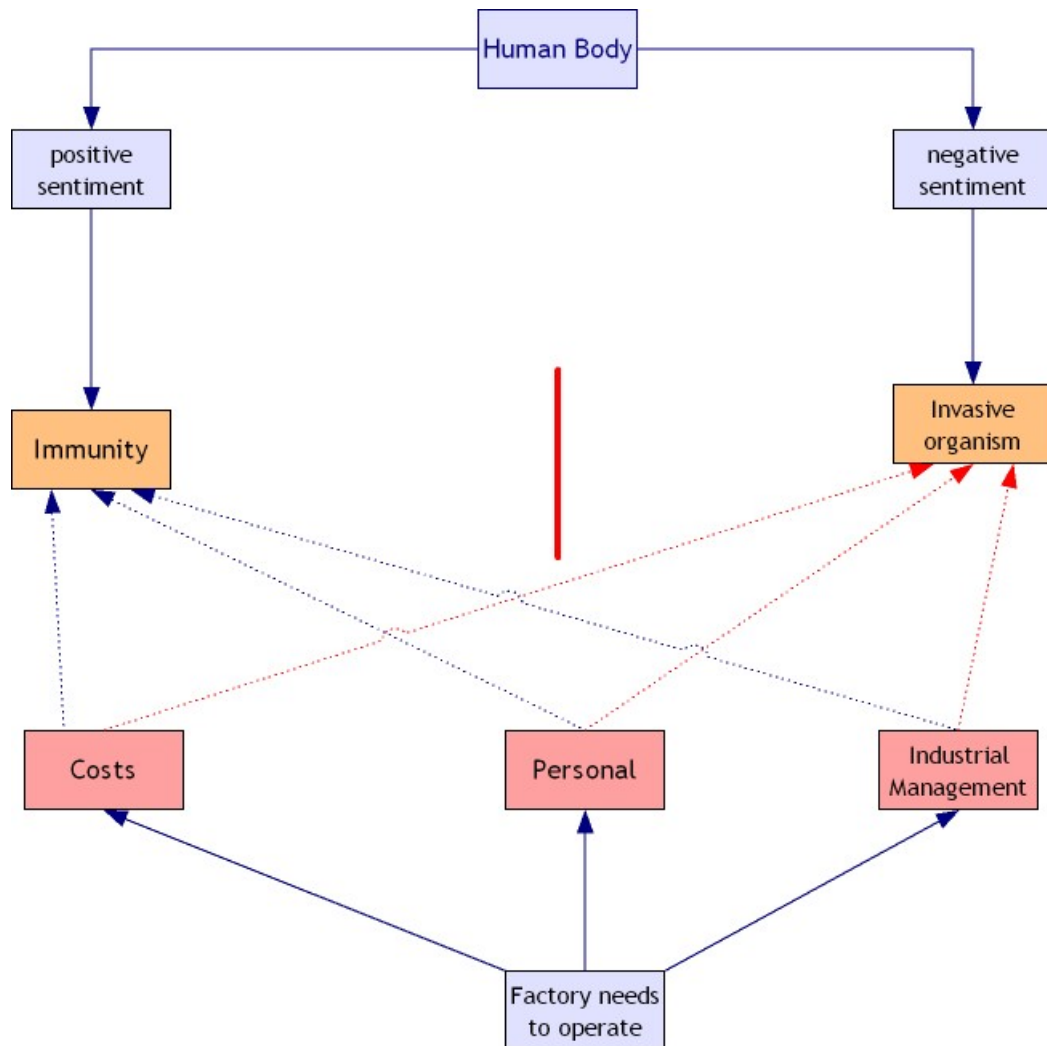 Human Body
positive
sentiment
negative
sentiment
Immunity
Invasive
organism
Costs
Personal
Industrial
Management
Factory needs
to operate